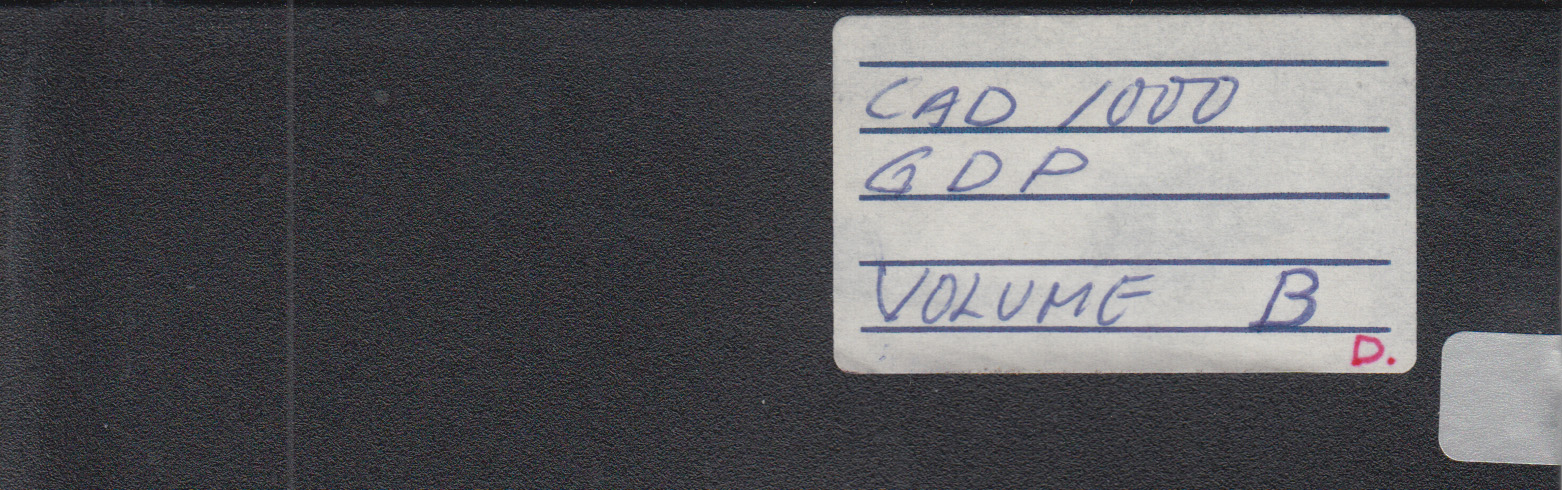 CAD 1000
GDP
VOLUME B
D.